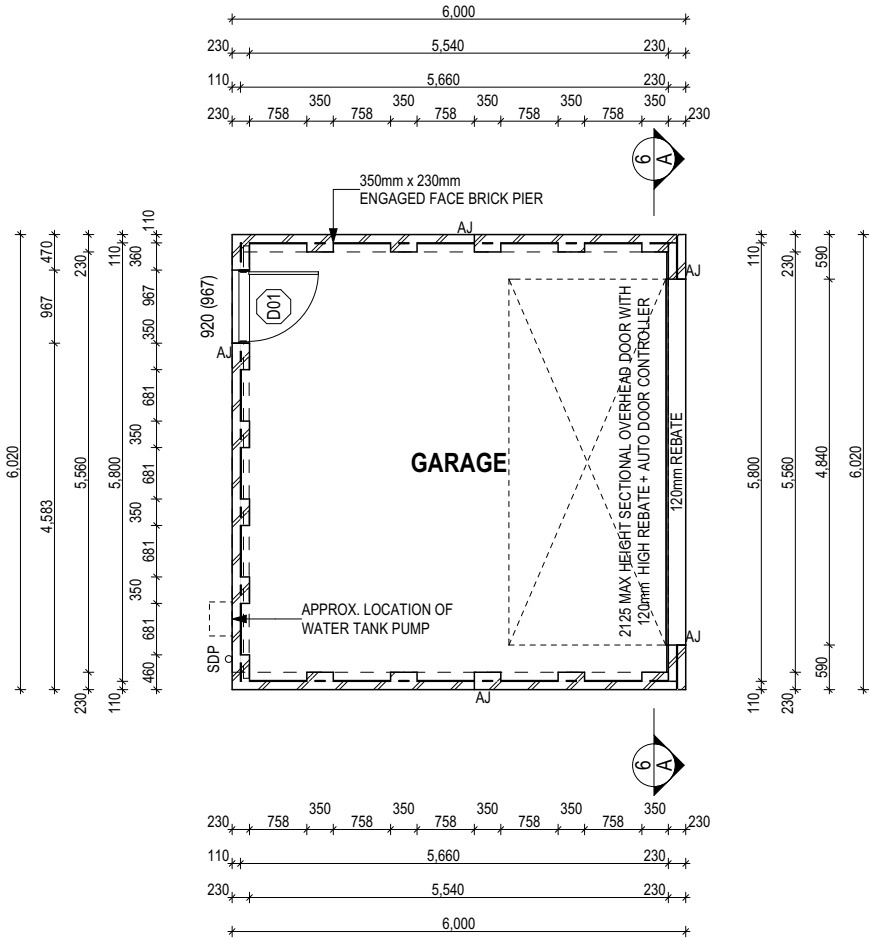 6,000
230 5,540 230
110 5,660 230
350 350 350 350 350
230 758 758 758 758 758 230
6
A
350mm x 230mm
ENGAGED FACE BRICK PIER
AJ
AJ
AJ
AJ
AJ
6,020
470
967
4,583
230
5,560
230
110
5,800
110
110
360
967
350
681
350
681
350
681
350
681
460
920 (967)
D01
GARAGE
2125 MAX HEIGHT SECTIONAL OVERHEAD DOOR WITH
120mm HIGH REBATE + AUTO DOOR CONTROLLER
120mm REBATE
APPROX. LOCATION OF
WATER TANK PUMP
SDP
110
5,800
110
230
5,560
230
590
4,840
590
6,020
6
A
350 350 350 350 350
230 758 758 758 758 758 230
110 5,660 230
230 5,540 230
6,000